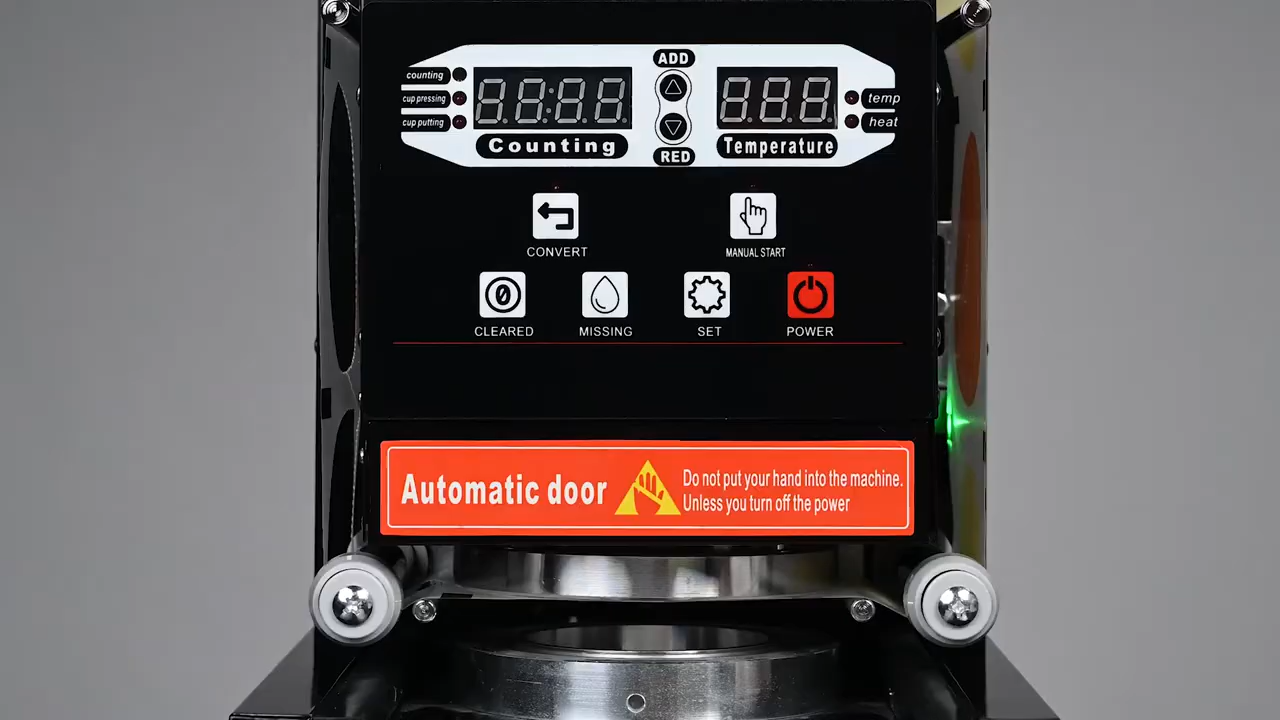 counting
cup pressing
cup putting
Counting
ADD
RED
Temperature
temp
heat
CONVERT
MANUAL START
0
CLEARED
MISSING
SET
POWER
Automatic door
Do not put your hand into the machine.
Unless you turn off the power